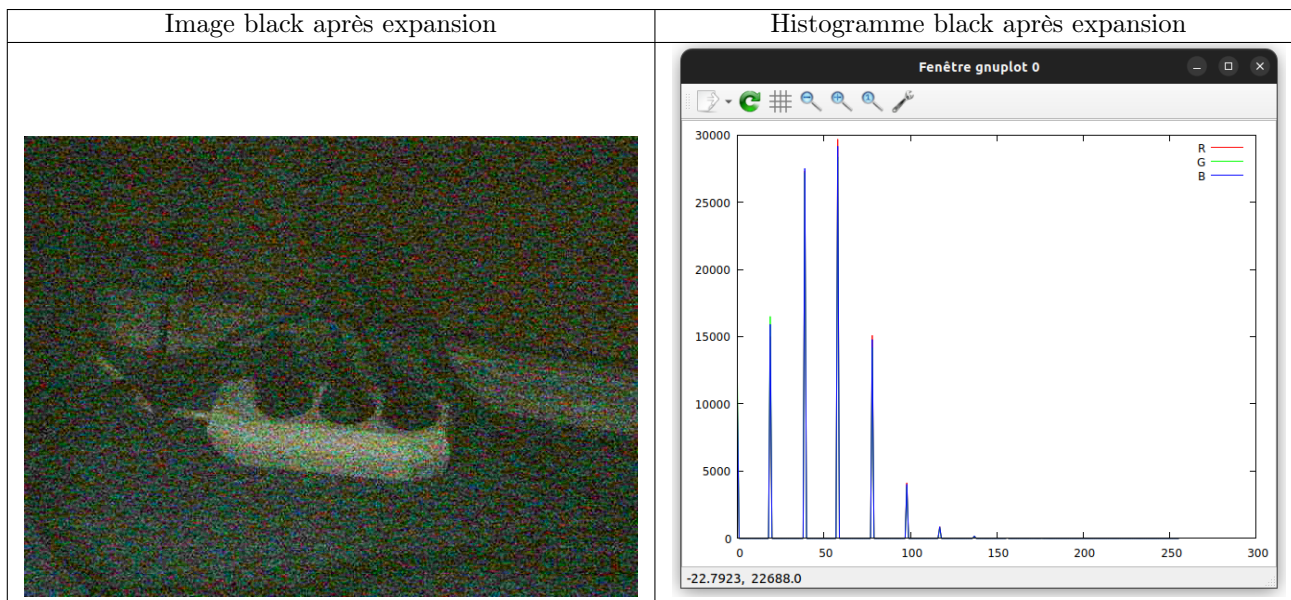 Image black après expansion
Histogramme black après expansion
Fenêtre gnuplot 0
30000
25000
20000
15000
10000
5000
0
0 50 100 150 200 250 300
R
G
B
-22.7923, 22688.0